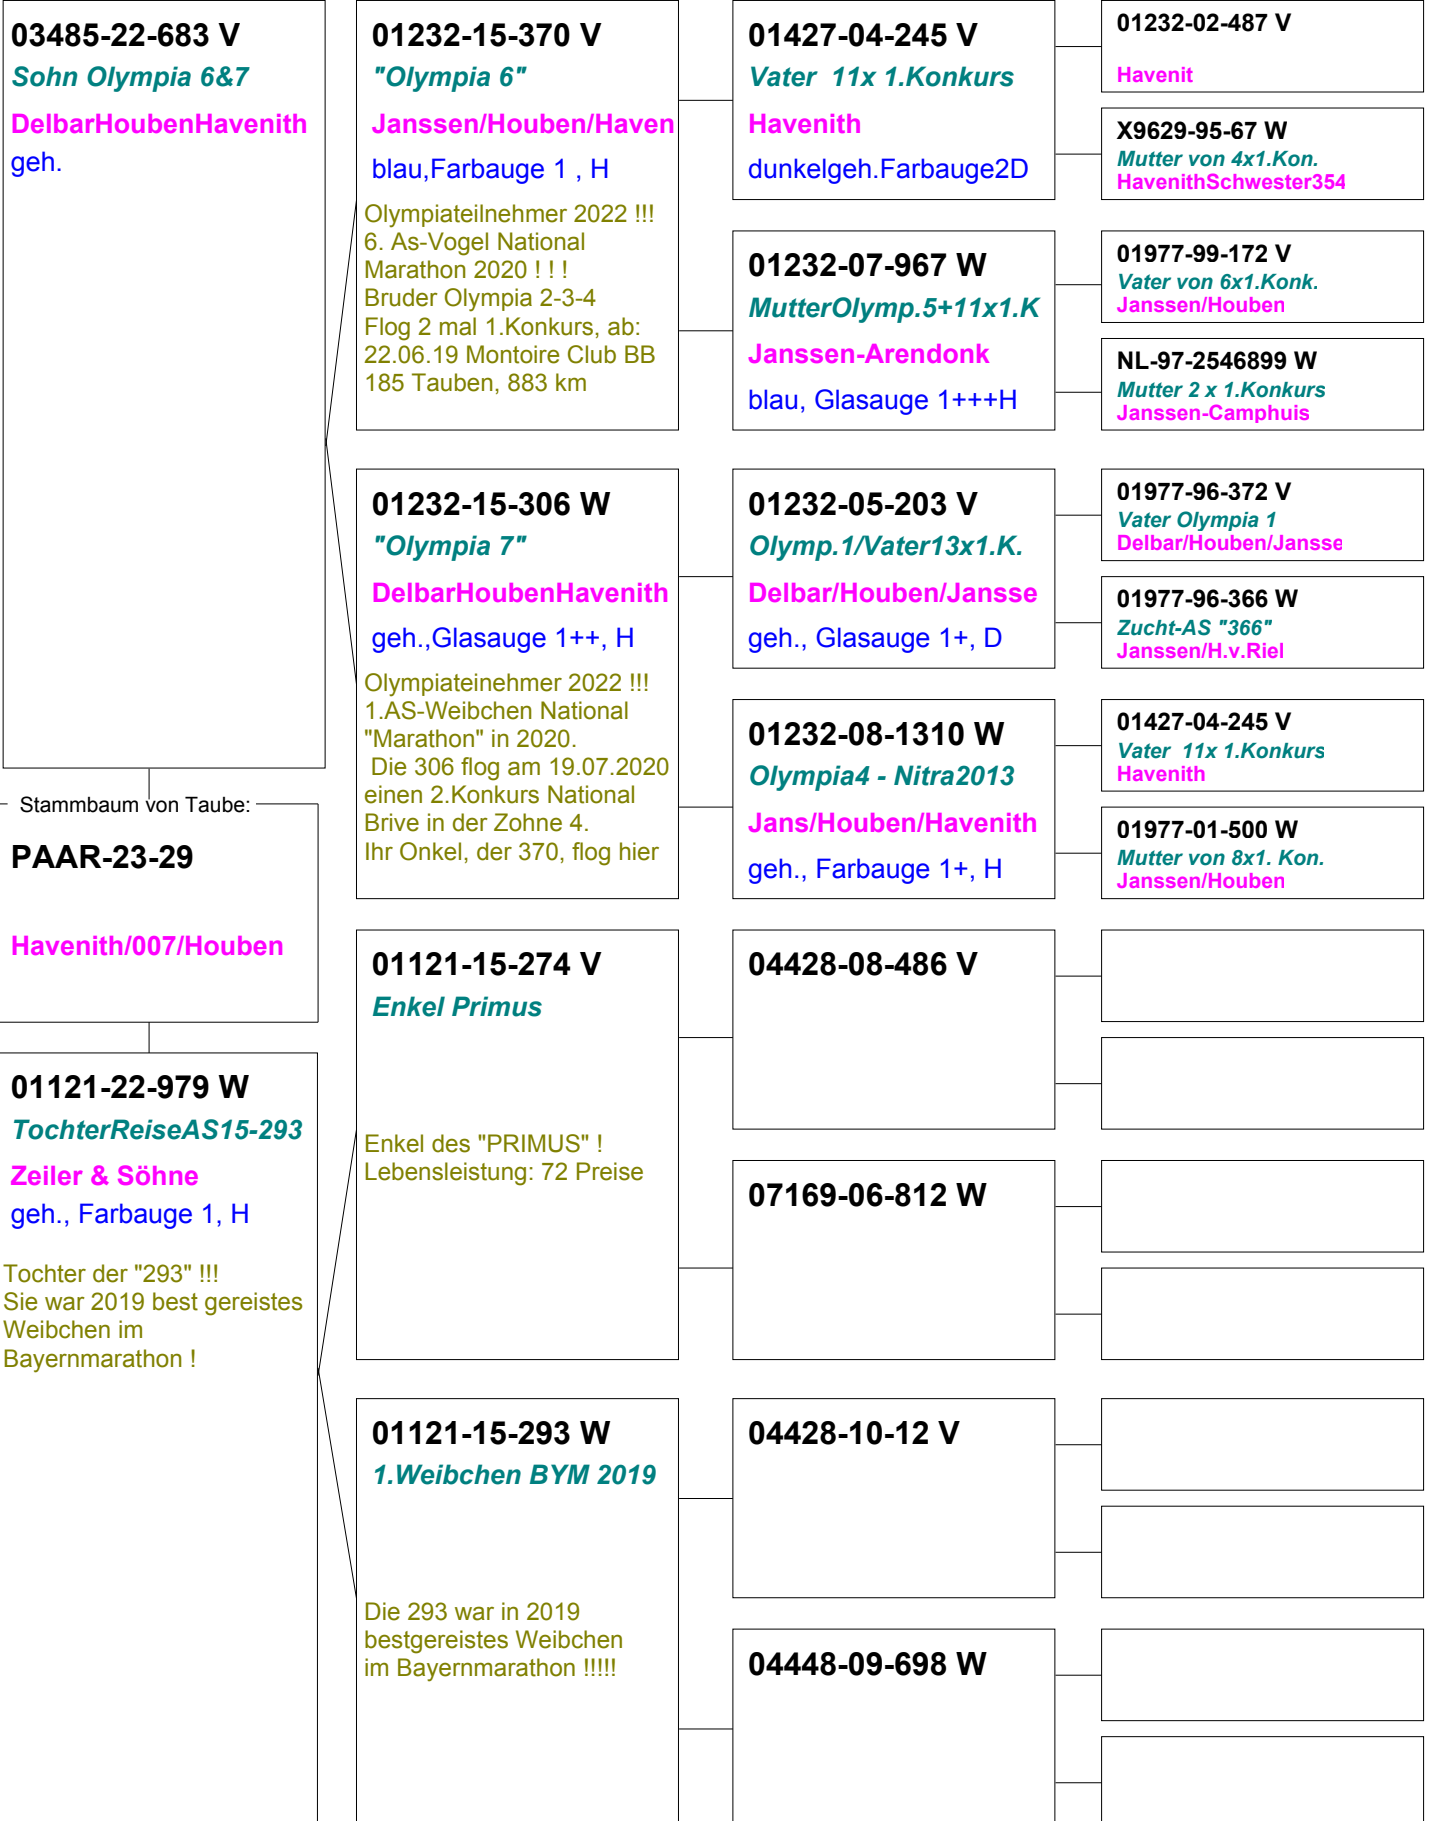 03485-22-683 V
Sohn Olympia 6&7
DelbarHoubenHavenith
geh.
Stammbaum von Taube:
PAAR-23-29
Havenith/007/Houben
01121-22-979 W
TochterReiseAS15-293
Zeiler & Söhne
geh., Farbauge 1, H
Tochter der "293" !!!
Sie war 2019 best gereistes
Weibchen im
Bayernmarathon !
01232-15-370 V
"Olympia 6"
Janssen/Houben/Haven
blau,Farbauge 1 , H
Olympiateilnehmer 2022 !!!
6. As-Vogel National
Marathon 2020 ! ! !
Bruder Olympia 2-3-4
Flog 2 mal 1.Konkurs, ab:
22.06.19 Montoire Club BB
185 Tauben, 883 km
01232-15-306 W
"Olympia 7"
DelbarHoubenHavenith
geh.,Glasauge 1++, H
Olympiateinehmer 2022 !!!
1.AS-Weibchen National
"Marathon" in 2020.
Die 306 flog am 19.07.2020
einen 2.Konkurs National
Brive in der Zohne 4.
Ihr Onkel, der 370, flog hier
01121-15-274 V
Enkel Primus
Enkel des "PRIMUS" !
Lebensleistung: 72 Preise
01121-15-293 W
1.Weibchen BYM 2019
Die 293 war in 2019
bestgereistes Weibchen
im Bayernmarathon !!!!!
01427-04-245 V
Vater 11x 1.Konkurs
Havenith
dunkelgeh.Farbauge2D
01232-07-967 W
MutterOlymp.5+11x1.K
Janssen-Arendonk
blau, Glasauge 1+++H
01232-05-203 V
Olymp.1/Vater13x1.K.
Delbar/Houben/Jansse
geh., Glasauge 1+, D
01232-08-1310 W
Olympia4 - Nitra2013
Jans/Houben/Havenith
geh., Farbauge 1+, H
04428-08-486 V
07169-06-812 W
04428-10-12 V
04448-09-698 W
01232-02-487 V
Havenit
X9629-95-67 W
Mutter von 4x1.Kon.
HavenithSchwester354
01977-99-172 V
Vater von 6x1.Konk.
Janssen/Houben
NL-97-2546899 W
Mutter 2 x 1.Konkurs
Janssen-Camphuis
01977-96-372 V
Vater Olympia 1
Delbar/Houben/Jansse
01977-96-366 W
Zucht-AS "366"
Janssen/H.v.Riel
01427-04-245 V
Vater 11x 1.Konkurs
Havenith
01977-01-500 W
Mutter von 8x1. Kon.
Janssen/Houben